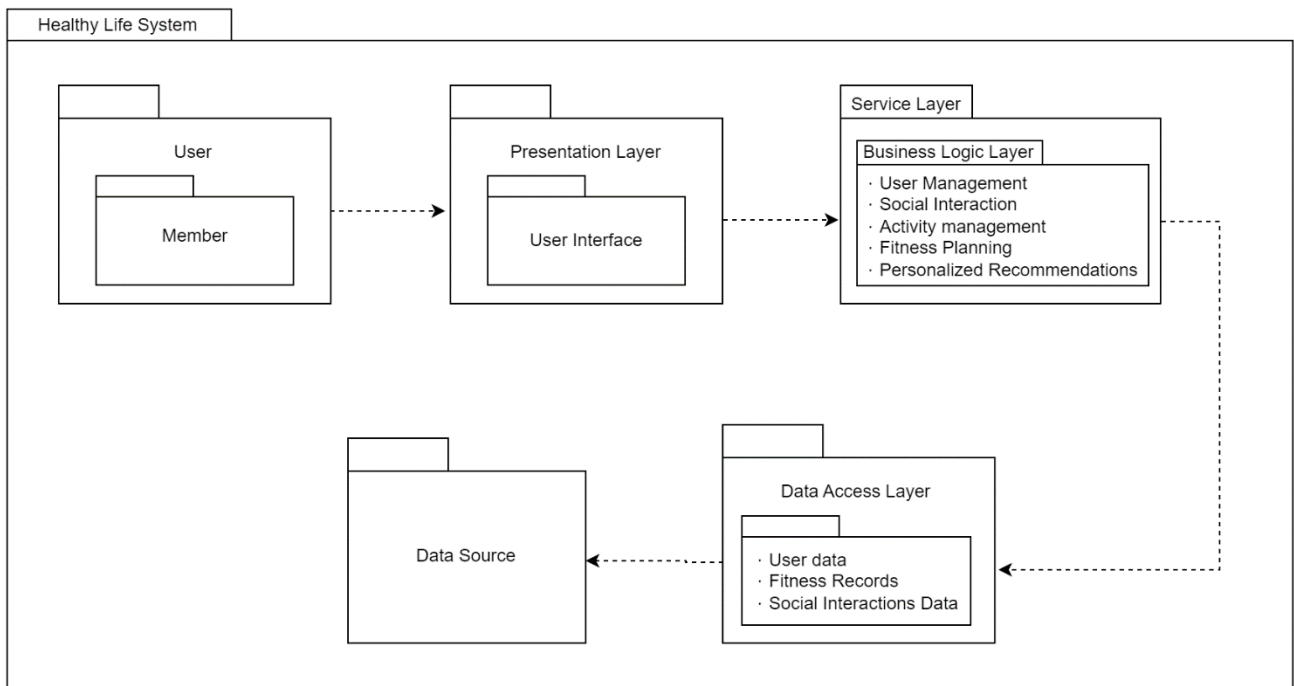 Healthy Life System
User
Member
Presentation Layer
User Interface
Service Layer
Business Logic Layer
· User Management
· Social Interaction
· Activity management
· Fitness Planning
· Personalized Recommendations
Data Source
Data Access Layer
· User data
· Fitness Records
· Social Interactions Data